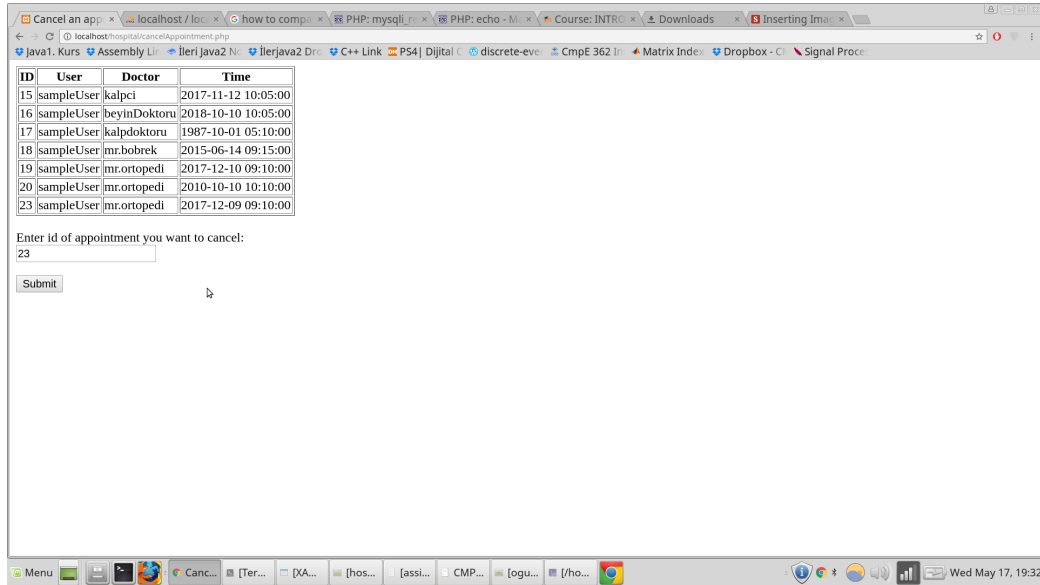 Cancel an app localhost / loc how to compa PHP: mysqli_re PHP: echo - M Course: INTRO Downloads Inserting Imag
localhost/hospital/cancelAppointment.php
Java1. Kurs Assembly Lin İleri Java2 No İlerjava2 Dro C++ Link PS4| Dijital discrete-eve CmpE 362 In Matrix Index Dropbox - C Signal Proce
ID User Doctor Time
15 sampleUser kalpci 2017-11-12 10:05:00
16 sampleUser beyinDoktoru 2018-10-10 10:05:00
17 sampleUser kalpdoktoru 1987-10-01 05:10:00
18 sampleUser mr.bobrek 2015-06-14 09:15:00
19 sampleUser mr.ortopedi 2017-12-10 09:10:00
20 sampleUser mr.ortopedi 2010-10-10 10:10:00
23 sampleUser mr.ortopedi 2017-12-09 09:10:00
Enter id of appointment you want to cancel:
23
Submit
Menu Canc... [Ter... [XA... [hos... [assi... CMP... [ogu... [/ho... Wed May 17, 19:32